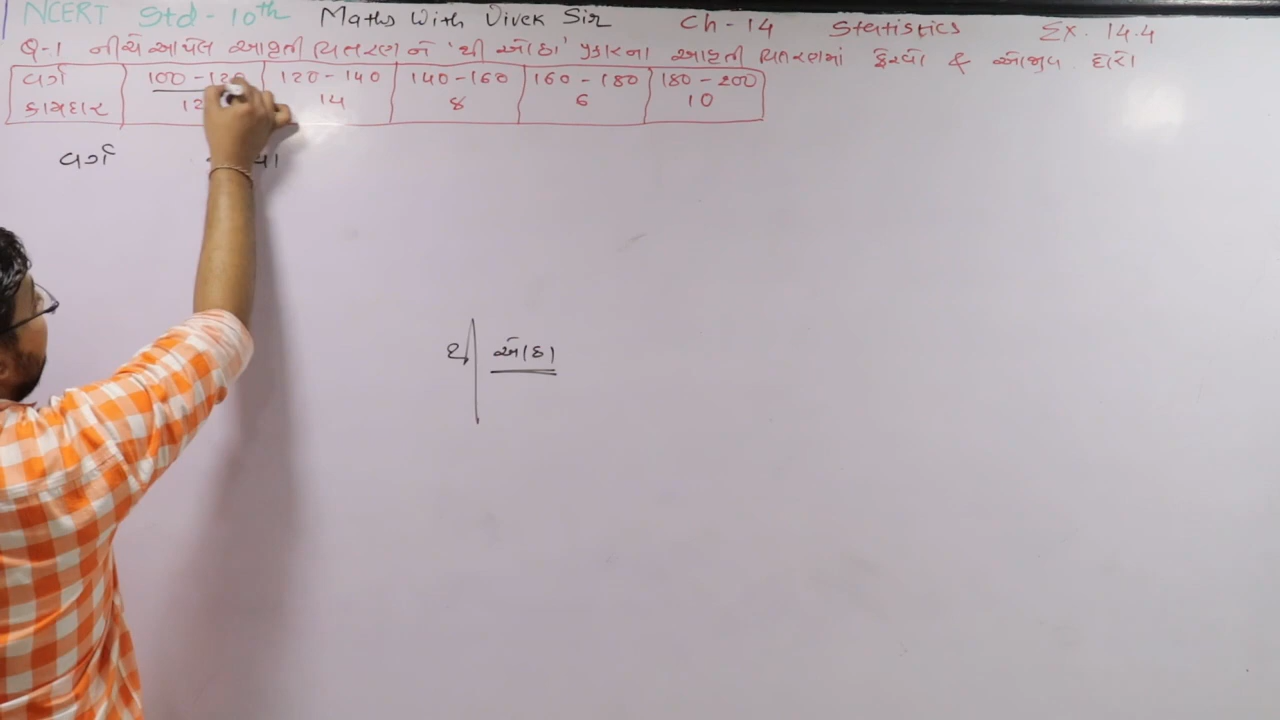 NCERT Std - 10th Maths With Vivek Sir Ch - 14 Statistics Ex. 14.4
Q-1 નીચે આપેલ આવૃત્તી વિતરણ ને 'થી ઓછા' પ્રકારના આવૃત્તી વિતરણમાં ફેરવો & ઓજીવ દોરો
વર્ગ 100 - 120 120 - 140 140 - 160 160 - 180 180 - 200
કામદાર 12 14 8 6 10
વર્ગ
ઓછા